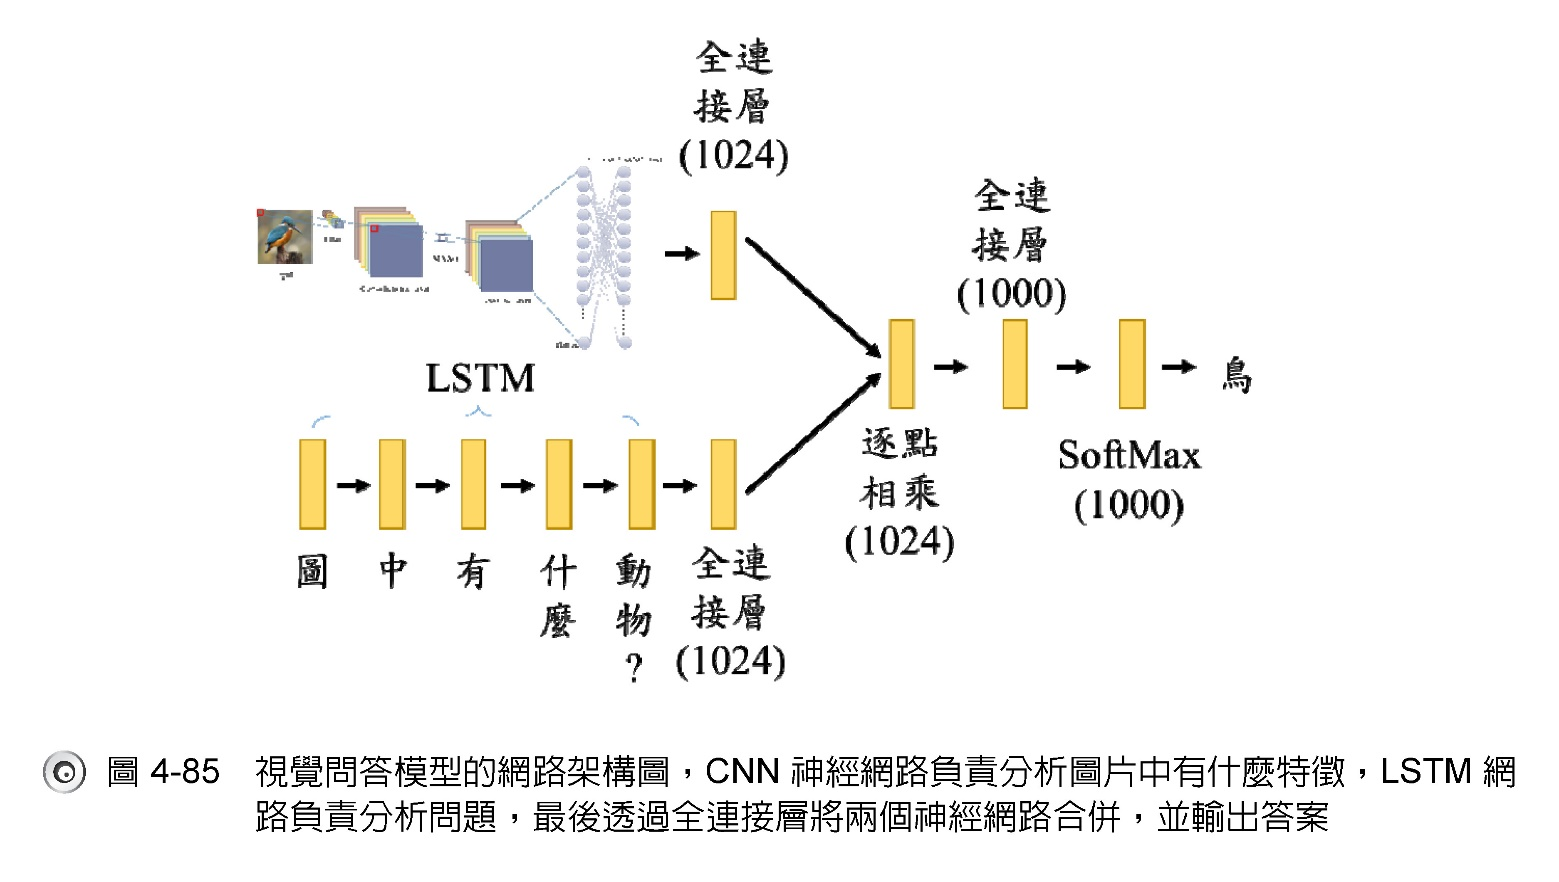 全連
接層
(1024)
全連
接層
(1000)
LSTM
鳥
圖 中 有 什麼 動物?
全連
接層
(1024)
逐點
相乘
(1024)
SoftMax
(1000)
圖 4-85 視覺問答模型的網路架構圖，CNN 神經網路負責分析圖片中有什麼特徵，LSTM 網
路負責分析問題，最後透過全連接層將兩個神經網路合併，並輸出答案